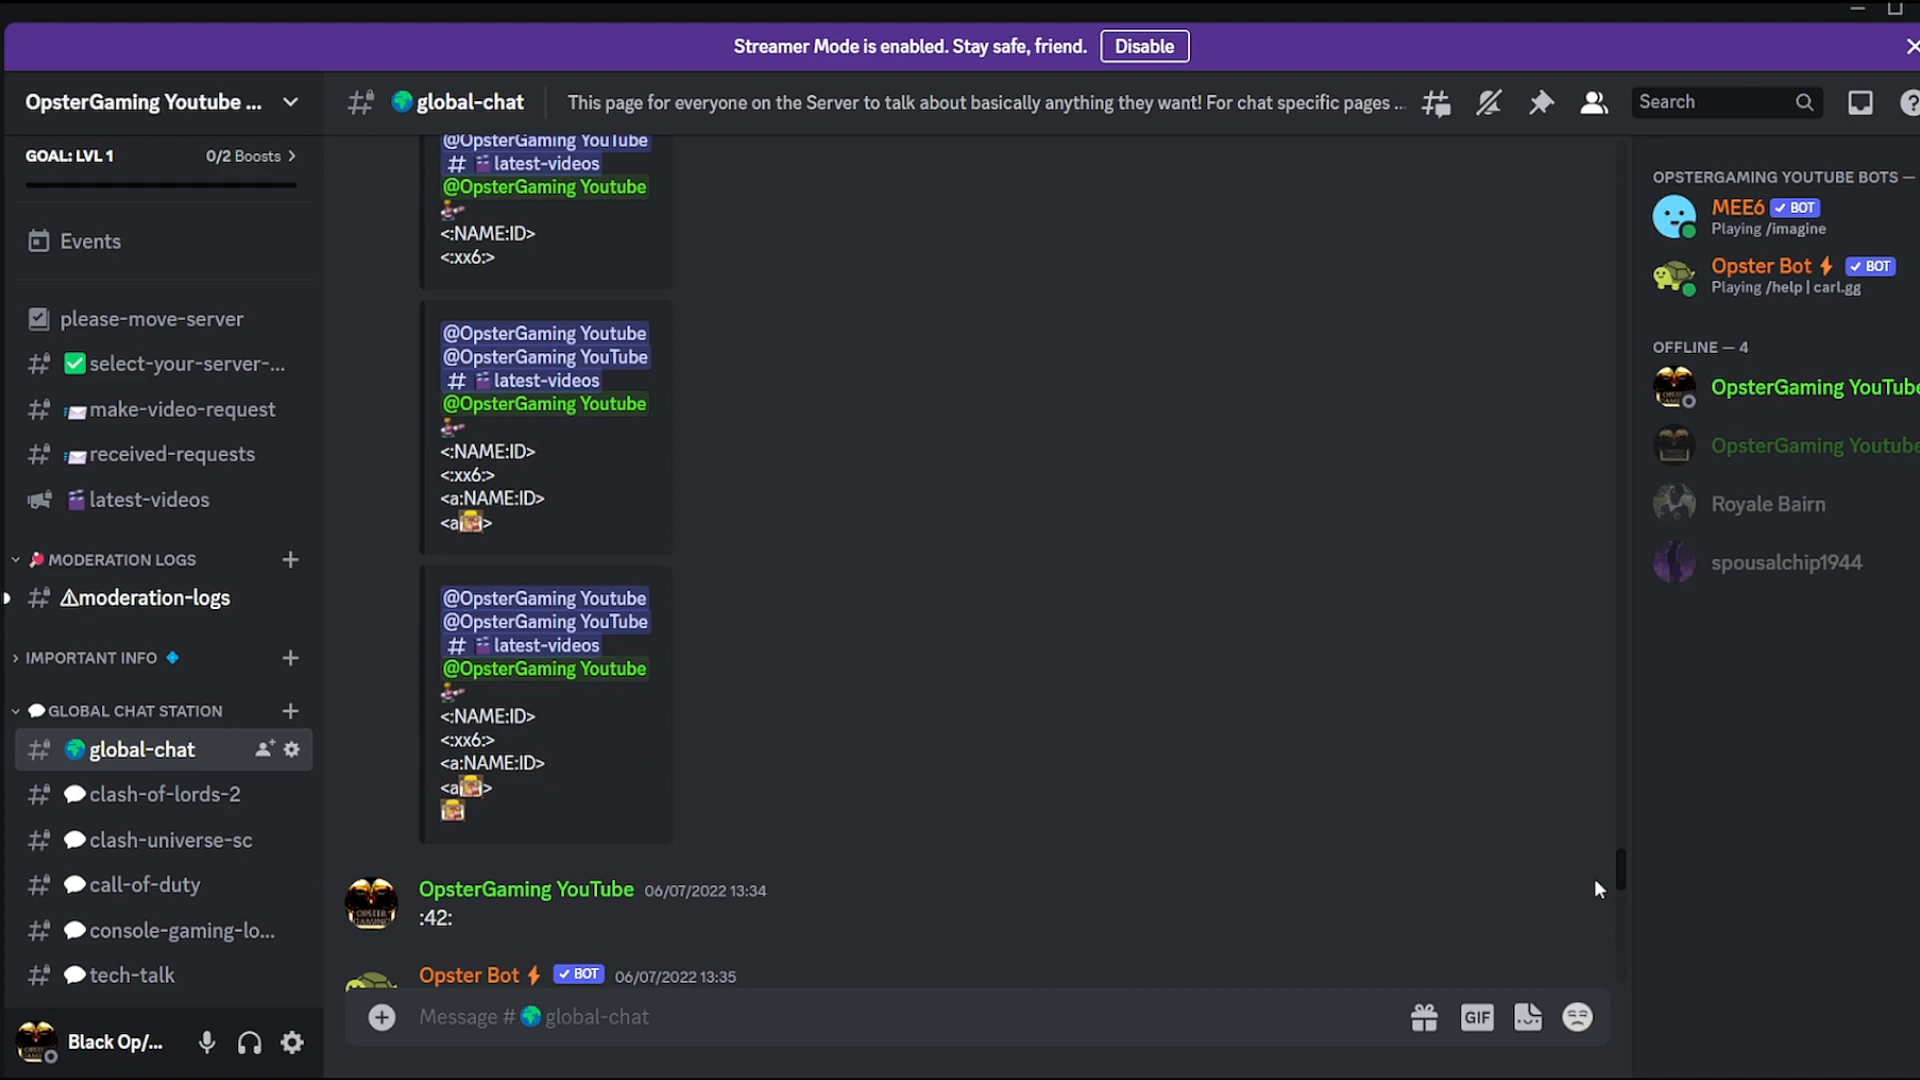 Streamer Mode is enabled. Stay safe, friend. Disable
OpsterGaming Youtube ...
GOAL: LVL 1 0/2 Boosts
Events
please-move-server
select-your-server-...
make-video-request
received-requests
latest-videos
MODERATION LOGS
moderation-logs
IMPORTANT INFO
GLOBAL CHAT STATION
global-chat
clash-of-lords-2
clash-universe-sc
call-of-duty
console-gaming-lo...
tech-talk
Black Op/...
global-chat This page for everyone on the Server to talk about basically anything they want! For chat specific pages ... Search
@OpsterGaming YouTube
# latest-videos
@OpsterGaming Youtube
<:NAME:ID>
<:xx6:>
@OpsterGaming Youtube
@OpsterGaming YouTube
# latest-videos
@OpsterGaming Youtube
<:NAME:ID>
<:xx6:>
<a:NAME:ID>
<a >
@OpsterGaming Youtube
@OpsterGaming YouTube
# latest-videos
@OpsterGaming Youtube
<:NAME:ID>
<:xx6:>
<a:NAME:ID>
<a >
OpsterGaming YouTube 06/07/2022 13:34
:42:
Opster Bot BOT 06/07/2022 13:35
Message # global-chat
GIF
OPSTERGAMING YOUTUBE BOTS —
MEE6 BOT
Playing /imagine
Opster Bot BOT
Playing /help | carl.gg
OFFLINE — 4
OpsterGaming YouTube
OpsterGaming Youtube
Royale Bairn
spousalchip1944